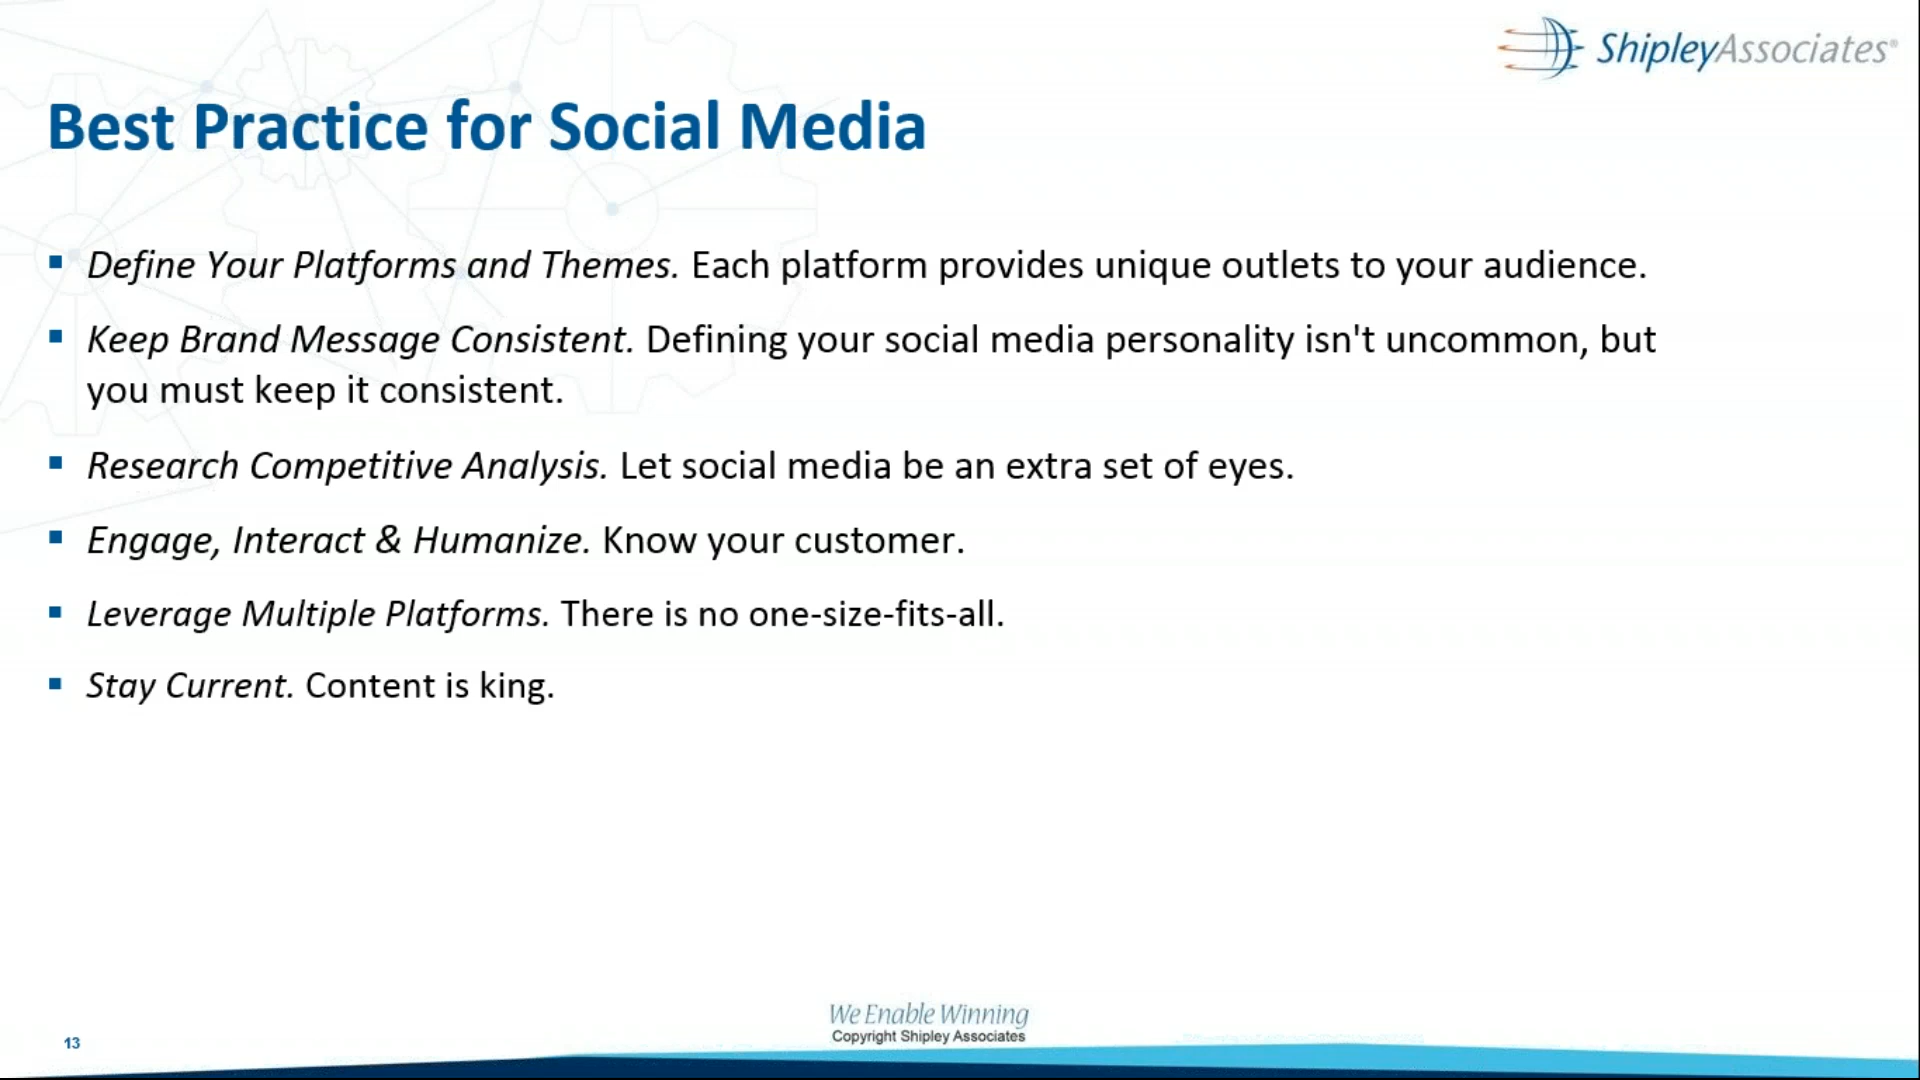 ShipleyAssociates®
Best Practice for Social Media
▪ Define Your Platforms and Themes. Each platform provides unique outlets to your audience.
▪ Keep Brand Message Consistent. Defining your social media personality isn't uncommon, but
you must keep it consistent.
▪ Research Competitive Analysis. Let social media be an extra set of eyes.
▪ Engage, Interact & Humanize. Know your customer.
▪ Leverage Multiple Platforms. There is no one-size-fits-all.
▪ Stay Current. Content is king.
We Enable Winning
Copyright Shipley Associates
13